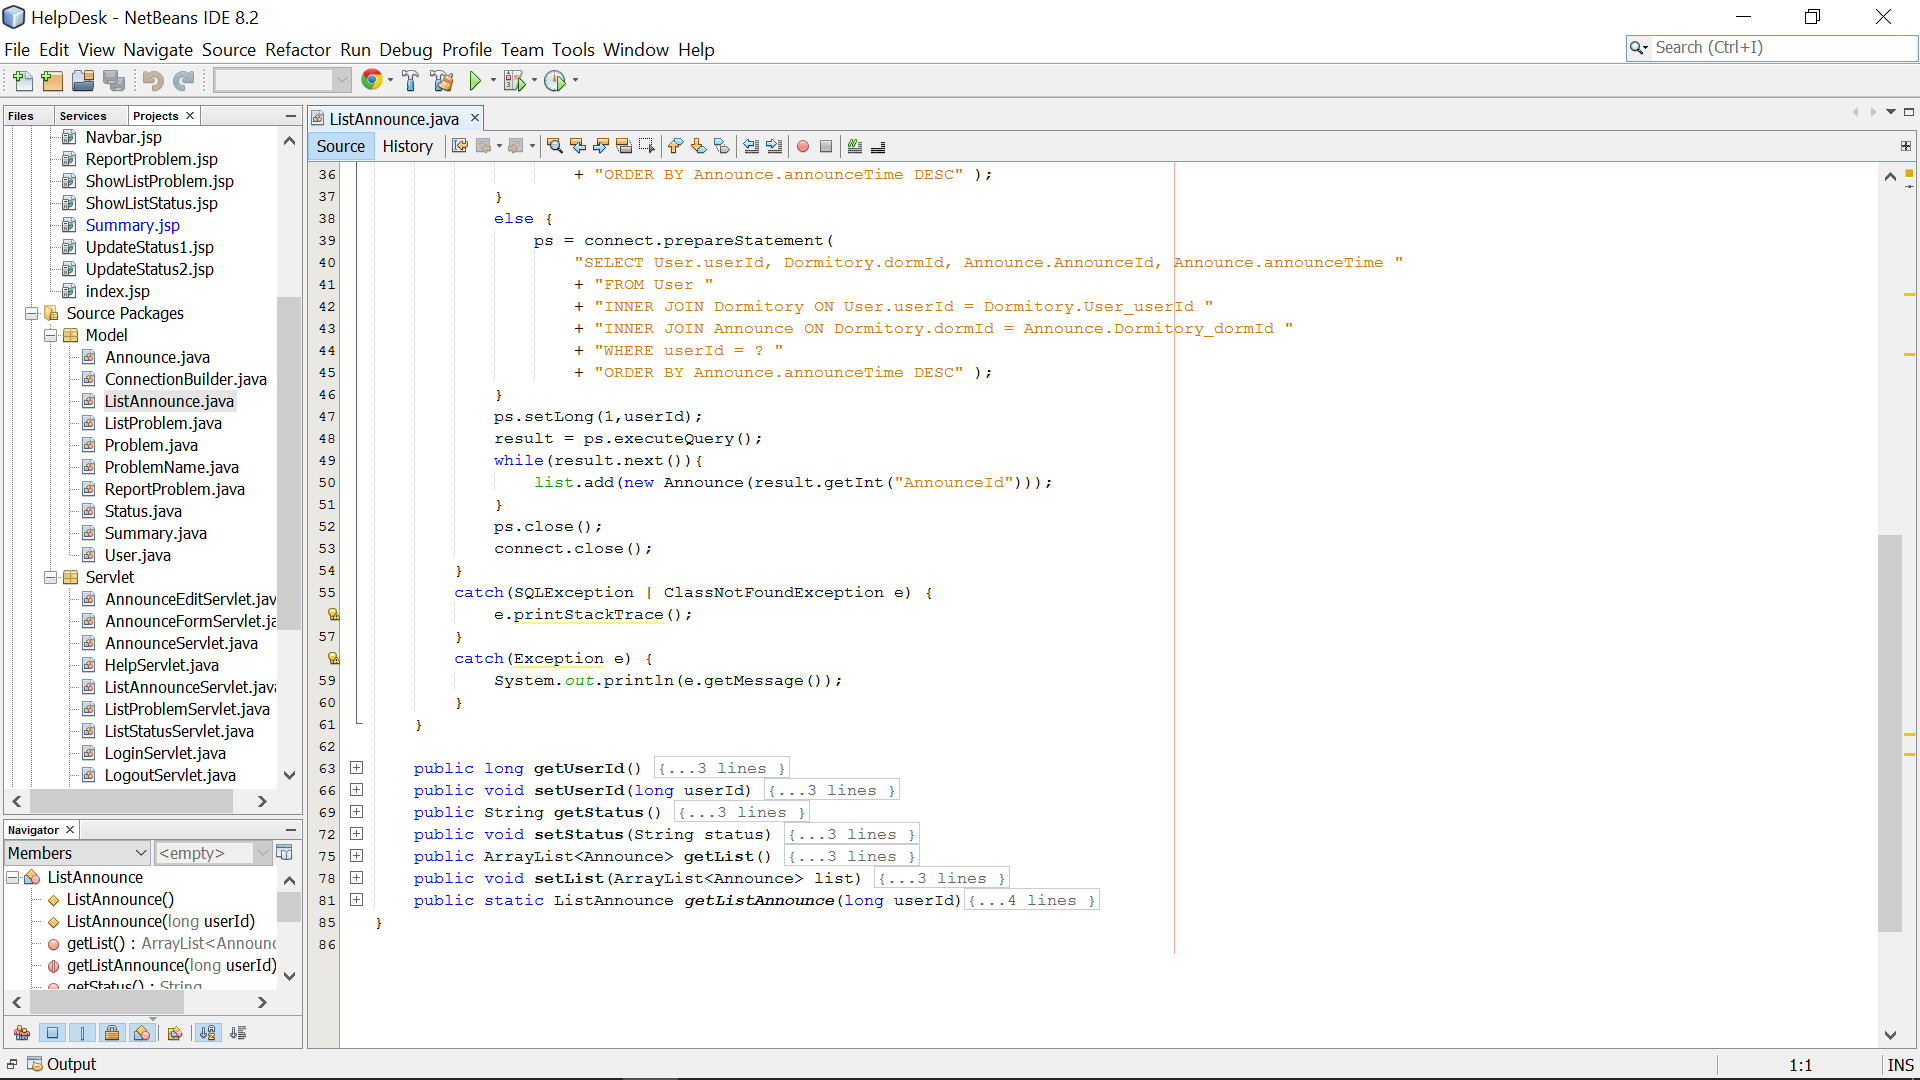 HelpDesk - NetBeans IDE 8.2
File Edit View Navigate Source Refactor Run Debug Profile Team Tools Window Help
Search (Ctrl+I)
Files Services Projects
Navbar.jsp
ReportProblem.jsp
ShowListProblem.jsp
ShowListStatus.jsp
Summary.jsp
UpdateStatus1.jsp
UpdateStatus2.jsp
index.jsp
Source Packages
Model
Announce.java
ConnectionBuilder.java
ListAnnounce.java
ListProblem.java
Problem.java
ProblemName.java
ReportProblem.java
Status.java
Summary.java
User.java
Servlet
AnnounceEditServlet.jav
AnnounceFormServlet.ja
AnnounceServlet.java
HelpServlet.java
ListAnnounceServlet.java
ListProblemServlet.java
ListStatusServlet.java
LoginServlet.java
LogoutServlet.java
Navigator
Members <empty>
ListAnnounce
ListAnnounce()
ListAnnounce(long userId)
getList() : ArrayList<Announc
getListAnnounce(long userId)
getStatus() : String
ListAnnounce.java
Source History
36 + "ORDER BY Announce.announceTime DESC" );
37 }
38 else {
39 ps = connect.prepareStatement(
40 "SELECT User.userId, Dormitory.dormId, Announce.AnnounceId, Announce.announceTime "
41 + "FROM User "
42 + "INNER JOIN Dormitory ON User.userId = Dormitory.User_userId "
43 + "INNER JOIN Announce ON Dormitory.dormId = Announce.Dormitory_dormId "
44 + "WHERE userId = ? "
45 + "ORDER BY Announce.announceTime DESC" );
46 }
47 ps.setLong(1,userId);
48 result = ps.executeQuery();
49 while(result.next()){
50 list.add(new Announce(result.getInt("AnnounceId")));
51 }
52 ps.close();
53 connect.close();
54 }
55 catch(SQLException | ClassNotFoundException e) {
e.printStackTrace();
57 }
catch(Exception e) {
59 System.out.println(e.getMessage());
60 }
61 }
62
63 public long getUserId() {...3 lines }
66 public void setUserId(long userId) {...3 lines }
69 public String getStatus() {...3 lines }
72 public void setStatus(String status) {...3 lines }
75 public ArrayList<Announce> getList() {...3 lines }
78 public void setList(ArrayList<Announce> list) {...3 lines }
81 public static ListAnnounce getListAnnounce(long userId){...4 lines }
85 }
86
Output
1:1 INS